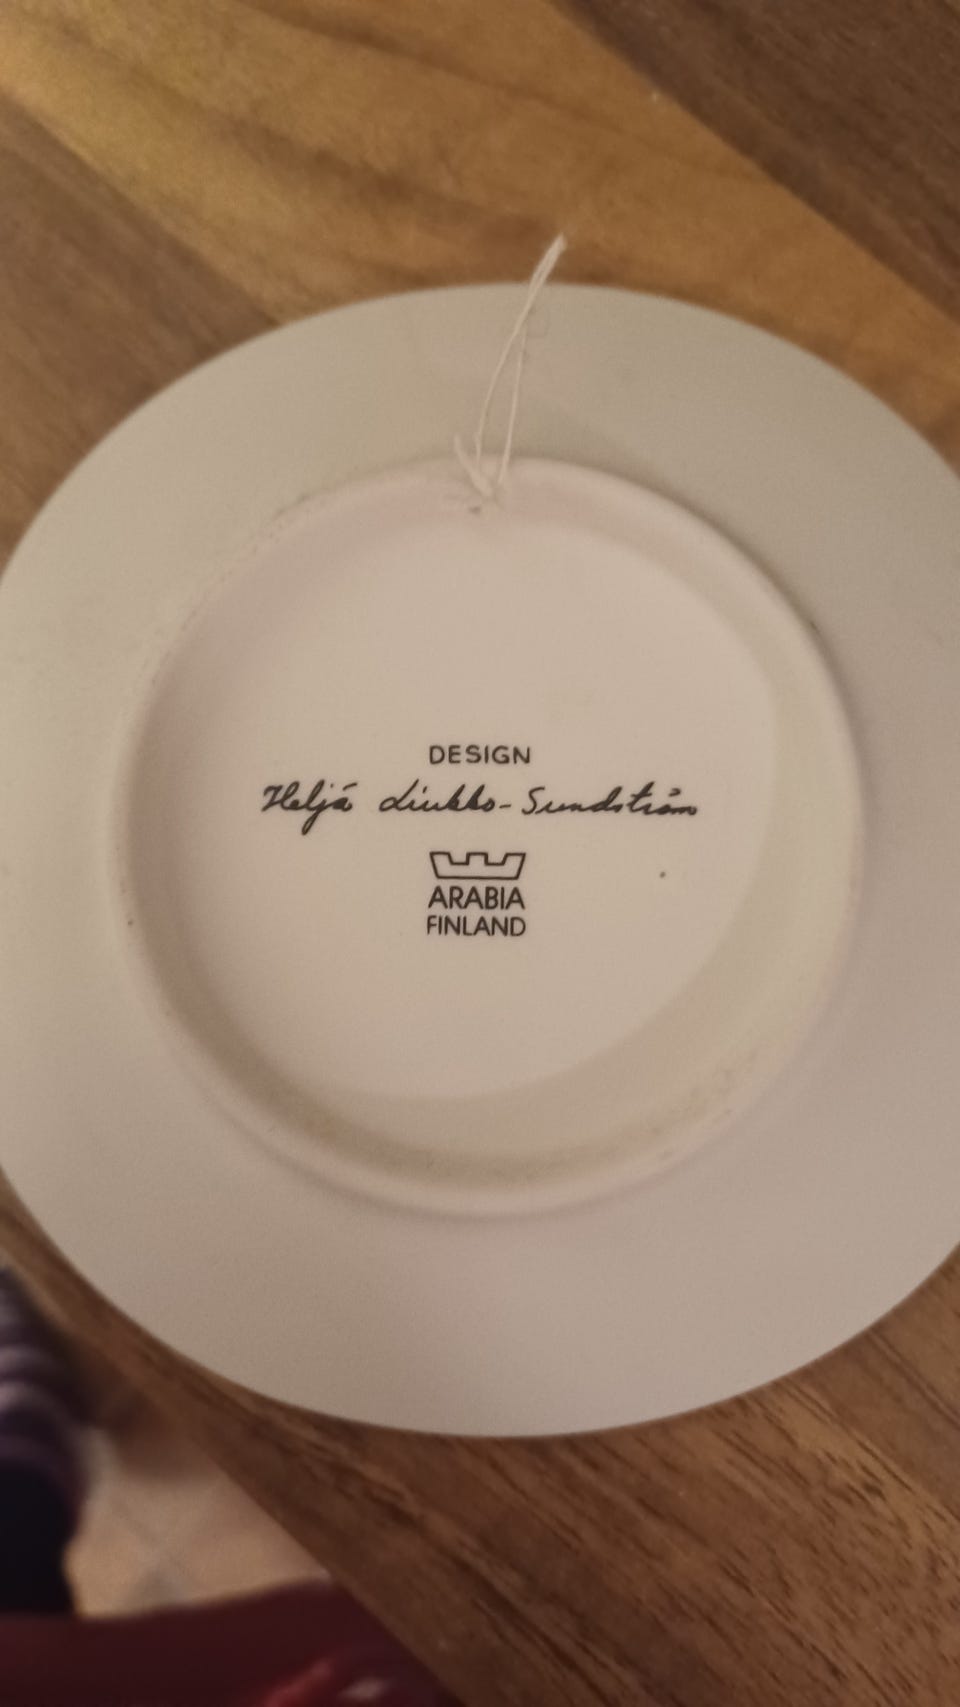 DESIGN
Heljä Liukko-Sundström
ARABIA
FINLAND